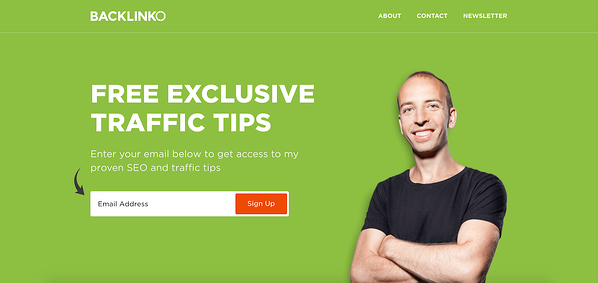 BACKLINKO
ABOUT CONTACT NEWSLETTER
FREE EXCLUSIVE
TRAFFIC TIPS
Enter your email below to get access to my
proven SEO and traffic tips
Email Address Sign Up